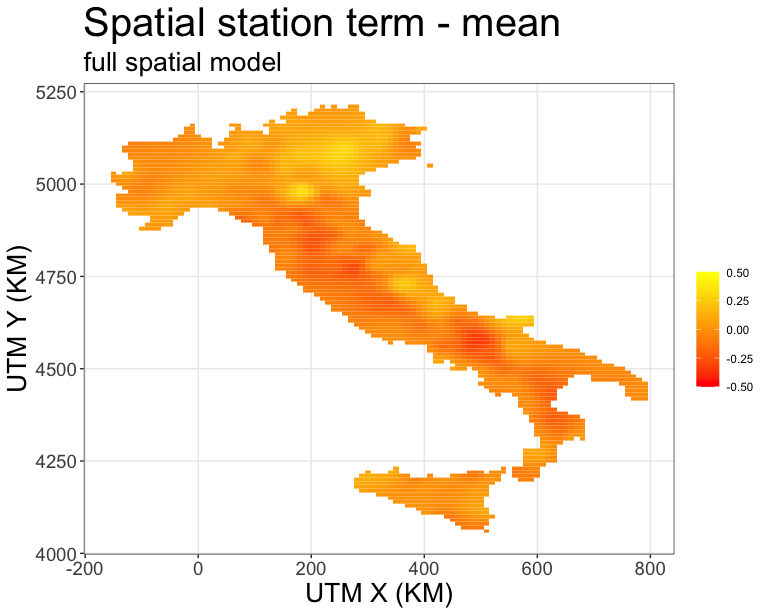 Spatial station term - mean
full spatial model
UTM Y (KM)
5250
5000
4750
4500
4250
4000
-200 0 200 400 600 800
UTM X (KM)
0.50
0.25
0.00
-0.25
-0.50